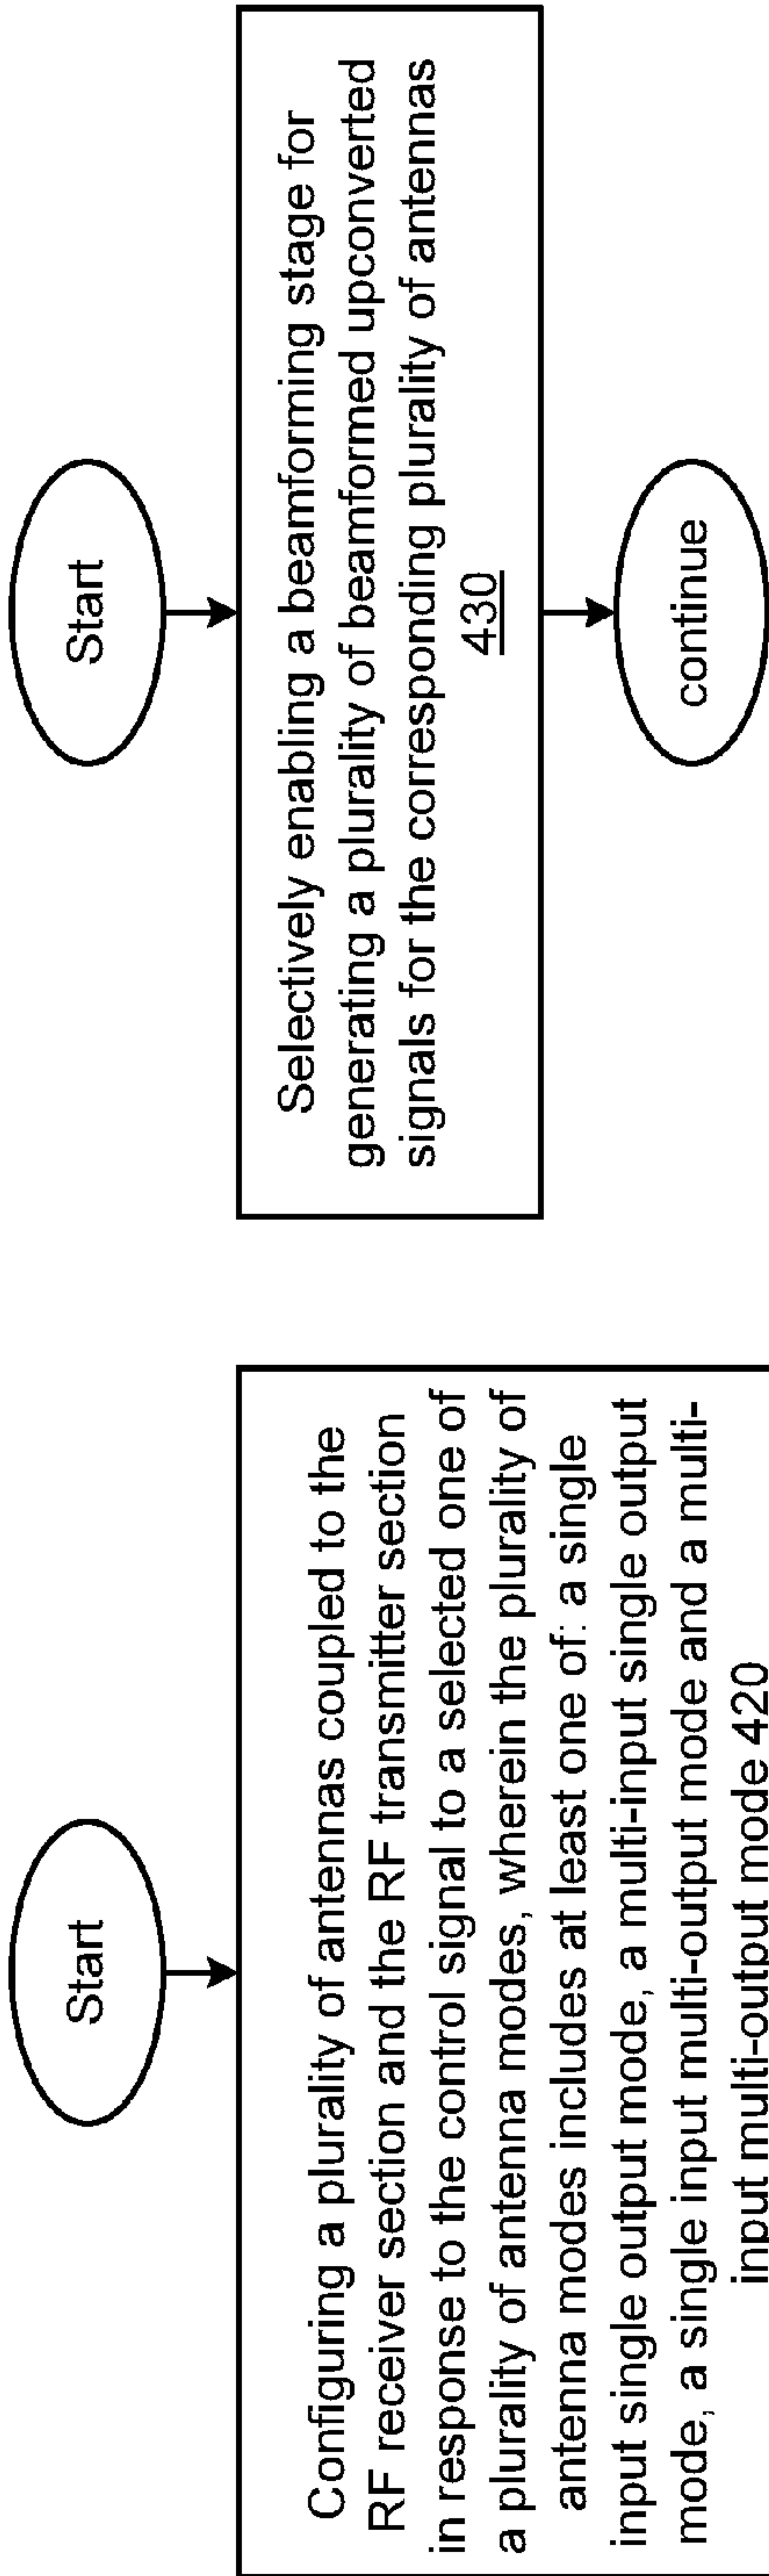 Start
Configuring a plurality of antennas coupled to the
RF receiver section and the RF transmitter section
in response to the control signal to a selected one of
a plurality of antenna modes, wherein the plurality of
antenna modes includes at least one of: a single
input single output mode, a multi-input single output
mode, a single input multi-output mode and a multi-
input multi-output mode 420
Start
Selectively enabling a beamforming stage for
generating a plurality of beamformed upconverted
signals for the corresponding plurality of antennas
430
continue